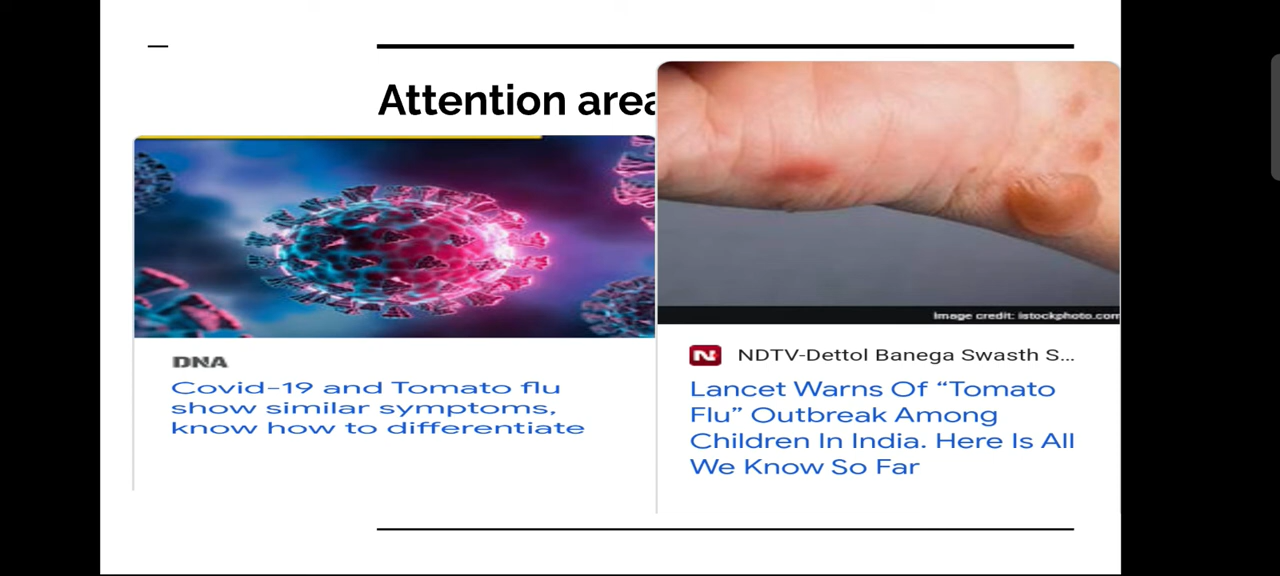 Attention area
Image credit: istockphoto.com
DNA
Covid-19 and Tomato flu
show similar symptoms,
know how to differentiate
N NDTV-Dettol Banega Swasth S...
Lancet Warns Of “Tomato
Flu” Outbreak Among
Children In India. Here Is All
We Know So Far